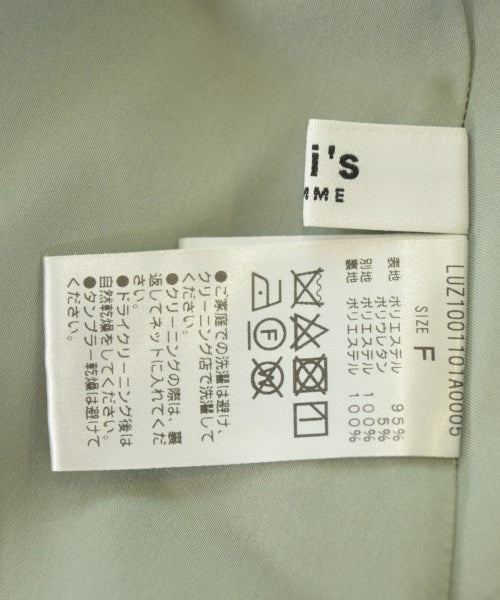 i's
MME
LUZ1001101A0005
SIZE F
表地 ポリエステル 95%
ポリウレタン 5%
別地 ポリエステル 100%
裏地 ポリエステル 100%
●ご家庭での洗濯は避け、
クリーニング店で洗濯して
ください。
●クリーニングの際は、裏
返してネットに入れてくだ
さい。
●ドライクリーニング後は
自然乾燥をしてください。
●タンブラー乾燥は避けて
ください。